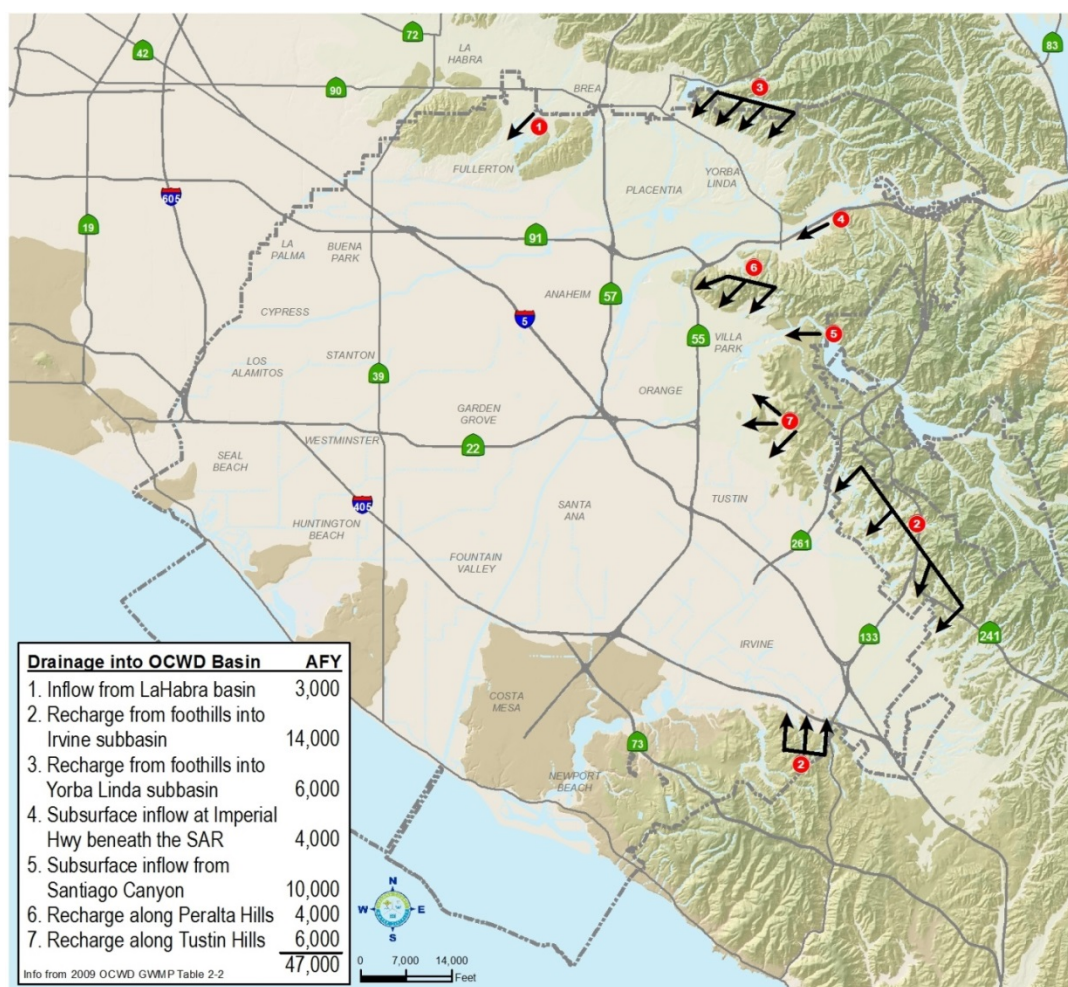 72
83
42
LA
HABRA
90
BREA
3
1
FULLERTON
YORBA
LINDA
PLACENTIA
605
19
4
91
LA
PALMA
BUENA
PARK
6
ANAHEIM
57
CYPRESS
5
55
VILLA
PARK
5
STANTON
LOS
ALAMITOS
39
ORANGE
GARDEN
GROVE
7
22
WESTMINSTER
SEAL
BEACH
405
SANTA
ANA
TUSTIN
HUNTINGTON
BEACH
2
261
FOUNTAIN
VALLEY
133
241
IRVINE
COSTA
MESA
73
2
NEWPORT
BEACH
Drainage into OCWD Basin AFY
1. Inflow from LaHabra basin 3,000
2. Recharge from foothills into
Irvine subbasin 14,000
3. Recharge from foothills into
Yorba Linda subbasin 6,000
4. Subsurface inflow at Imperial
Hwy beneath the SAR 4,000
5. Subsurface inflow from
Santiago Canyon 10,000
6. Recharge along Peralta Hills 4,000
7. Recharge along Tustin Hills 6,000
47,000
Info from 2009 OCWD GWMP Table 2-2
N
W E
S
0 7,000 14,000
Feet